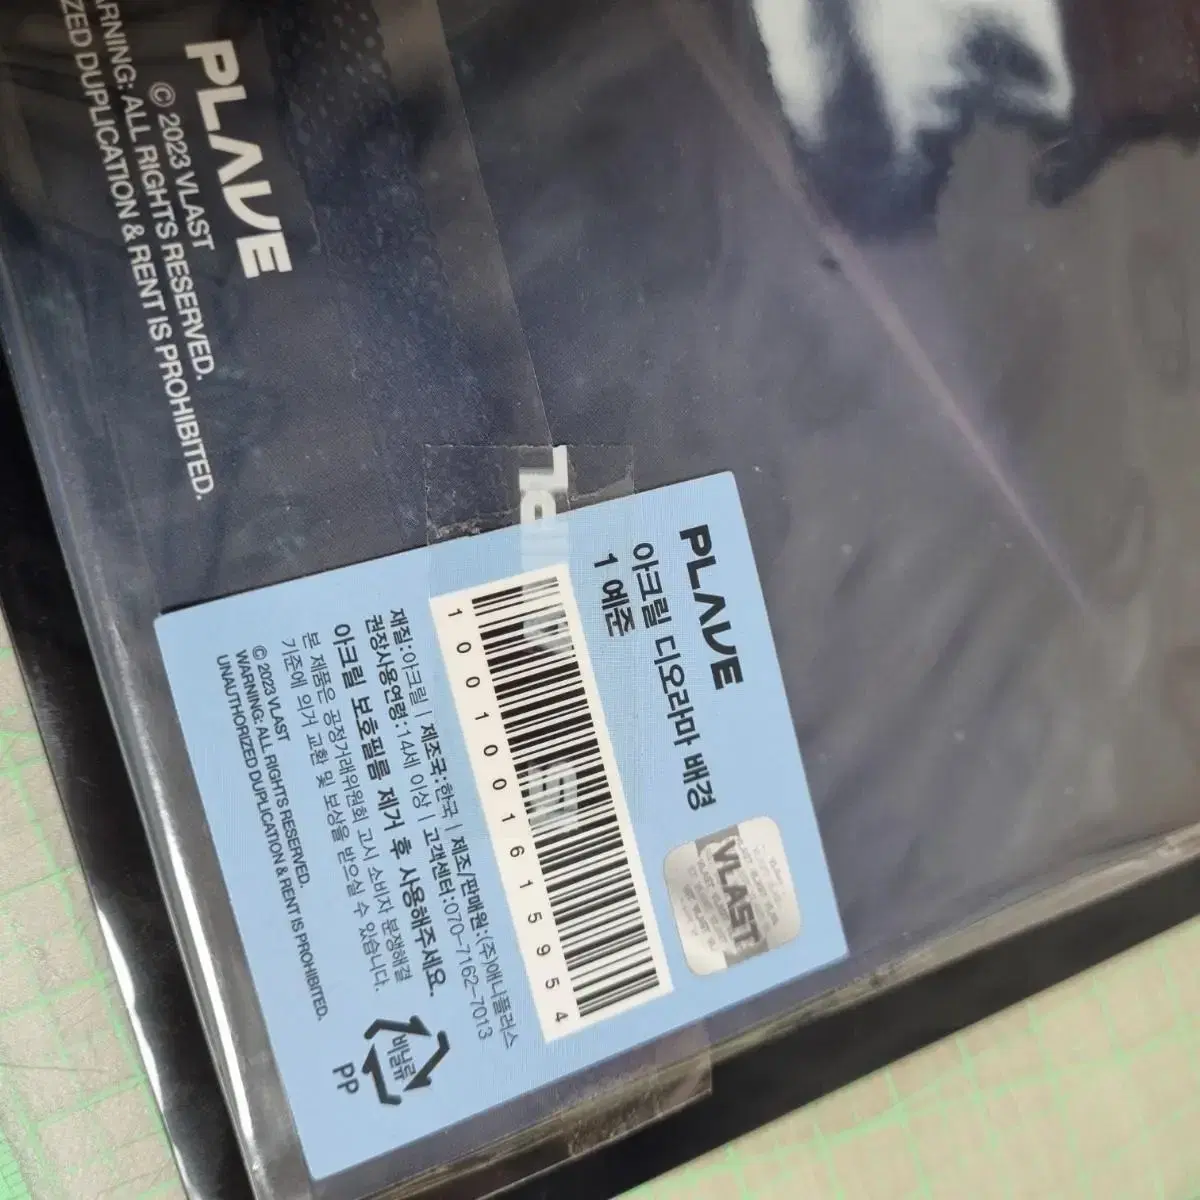 PLAVE
© 2023 VLAST
WARNING: ALL RIGHTS RESERVED.
DUPLICATION & RENT IS PROHIBITED.
PLAVE
아크릴 디오라마 배경
1 예준
VLAST
1001001615954
재질:아크릴 | 제조국:한국 | 제조/판매원:(주)애니플러스
권장사용연령:14세 이상 | 고객센터:070-7162-7013
아크릴 보호필름 제거 후 사용해주세요.
본 제품은 공정거래위원회 고시 소비자 분쟁해결
기준에 의거 교환 및 보상을 받으실 수 있습니다.
© 2023 VLAST
WARNING: ALL RIGHTS RESERVED.
UNAUTHORIZED DUPLICATION & RENT IS PROHIBITED.
비닐류
PP